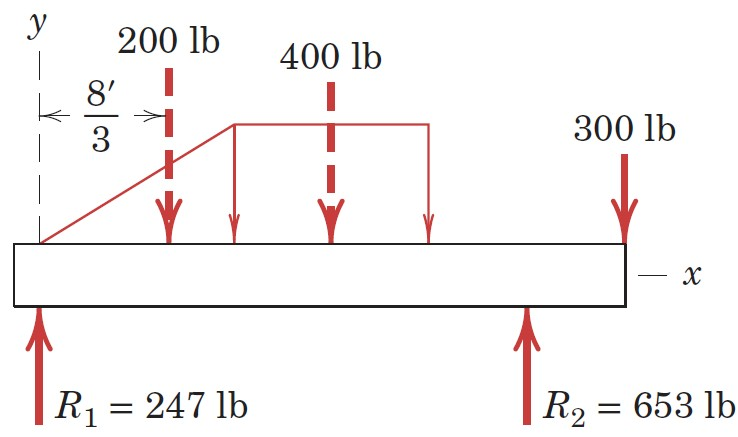 y
200 lb
400 lb
8′
3
300 lb
x
R₁ = 247 lb
R₂ = 653 lb